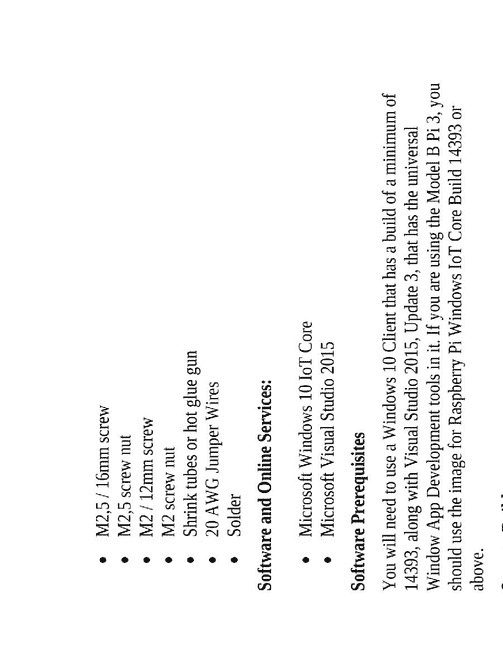 • M2,5 / 16mm screw
• M2,5 screw nut
• M2 / 12mm screw
• M2 screw nut
• Shrink tubes or hot glue gun
• 20 AWG Jumper Wires
• Solder
Software and Online Services:
• Microsoft Windows 10 IoT Core
• Microsoft Visual Studio 2015
Software Prerequisites
You will need to use a Windows 10 Client that has a build of a minimum of
14393, along with Visual Studio 2015, Update 3, that has the universal
Window App Development tools in it. If you are using the Model B Pi 3, you
should use the image for Raspberry Pi Windows IoT Core Build 14393 or
above.